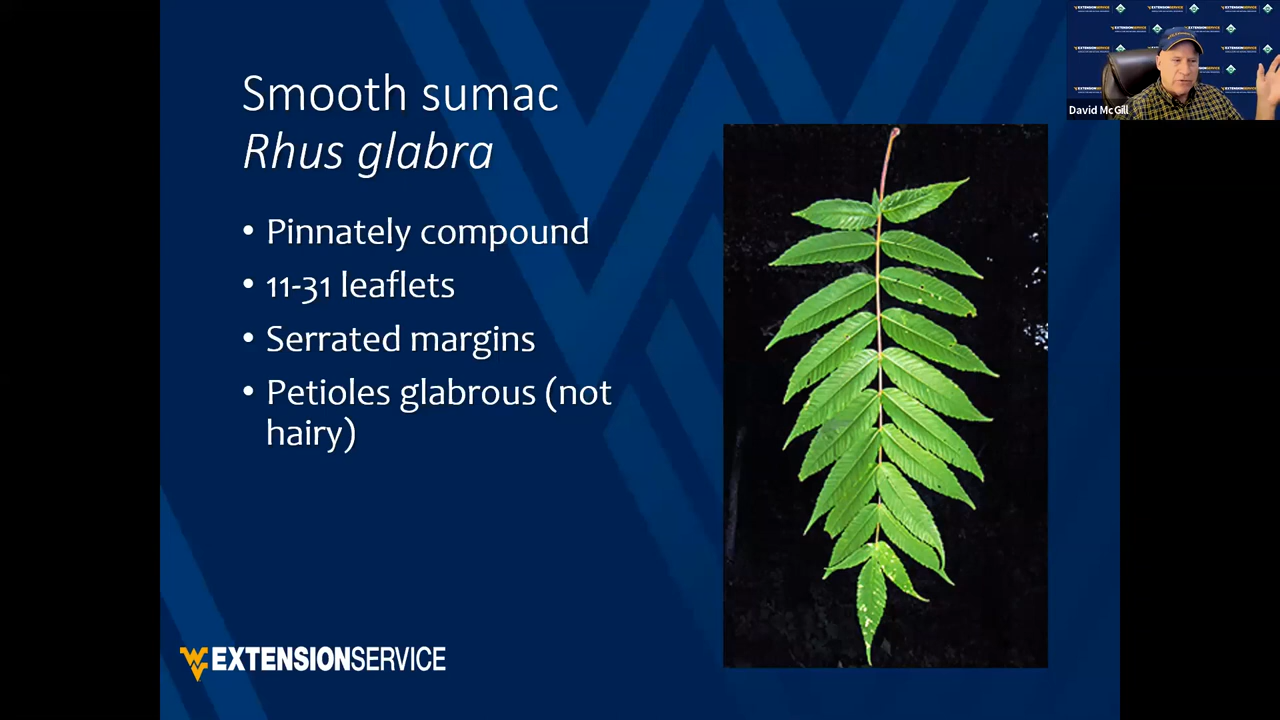 Smooth sumac
Rhus glabra
• Pinnately compound
• 11-31 leaflets
• Serrated margins
• Petioles glabrous (not
hairy)
EXTENSIONSERVICE
David McGill